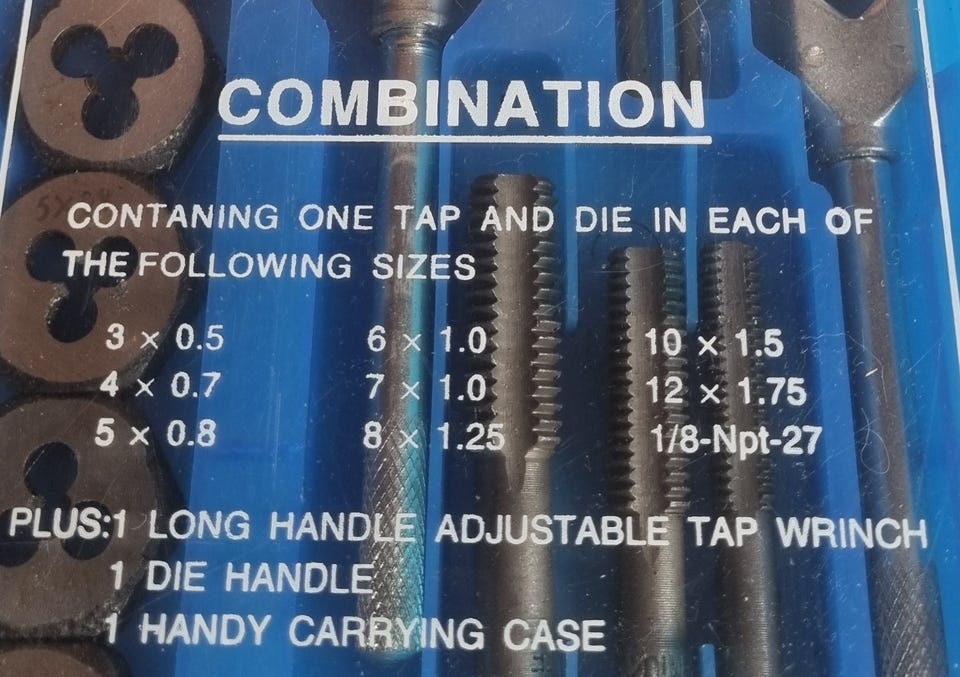 COMBINATION
CONTANING ONE TAP AND DIE IN EACH OF
THE FOLLOWING SIZES
3 × 0.5 6 × 1.0 10 × 1.5
4 × 0.7 7 × 1.0 12 × 1.75
5 × 0.8 8 × 1.25 1/8-Npt-27
PLUS:1 LONG HANDLE ADJUSTABLE TAP WRINCH
1 DIE HANDLE
1 HANDY CARRYING CASE